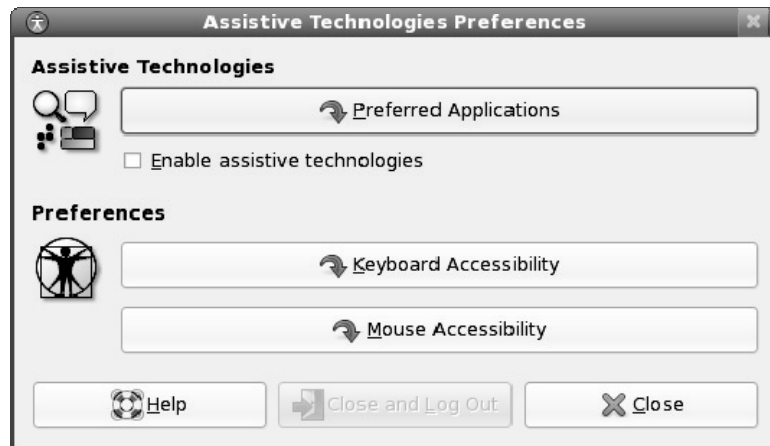 Assistive Technologies Preferences
Assistive Technologies
Preferred Applications
Enable assistive technologies
Preferences
Keyboard Accessibility
Mouse Accessibility
Help
Close and Log Out
Close